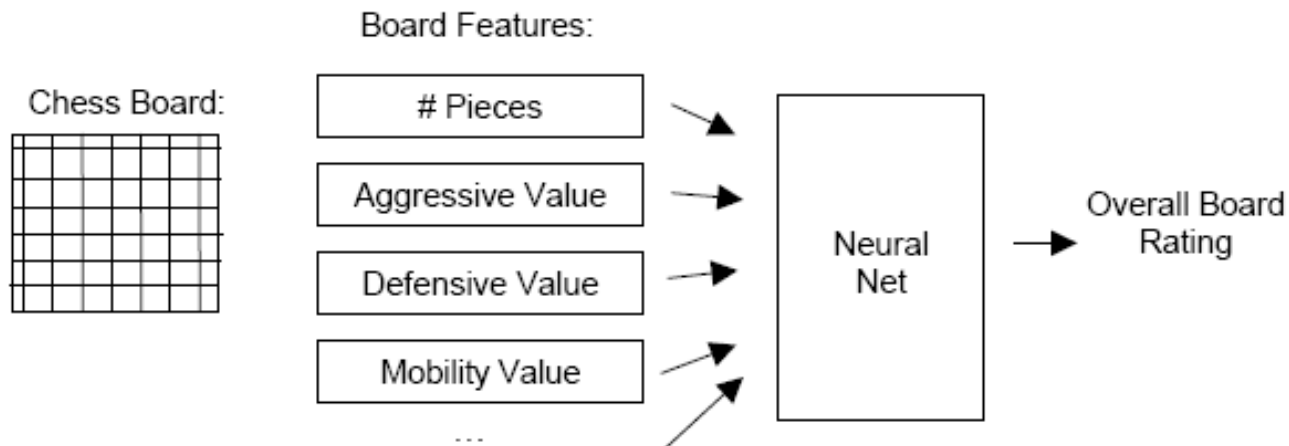 Board Features:
Chess Board:
# Pieces
Aggressive Value
Defensive Value
Mobility Value
...
Neural
Net
Overall Board
Rating